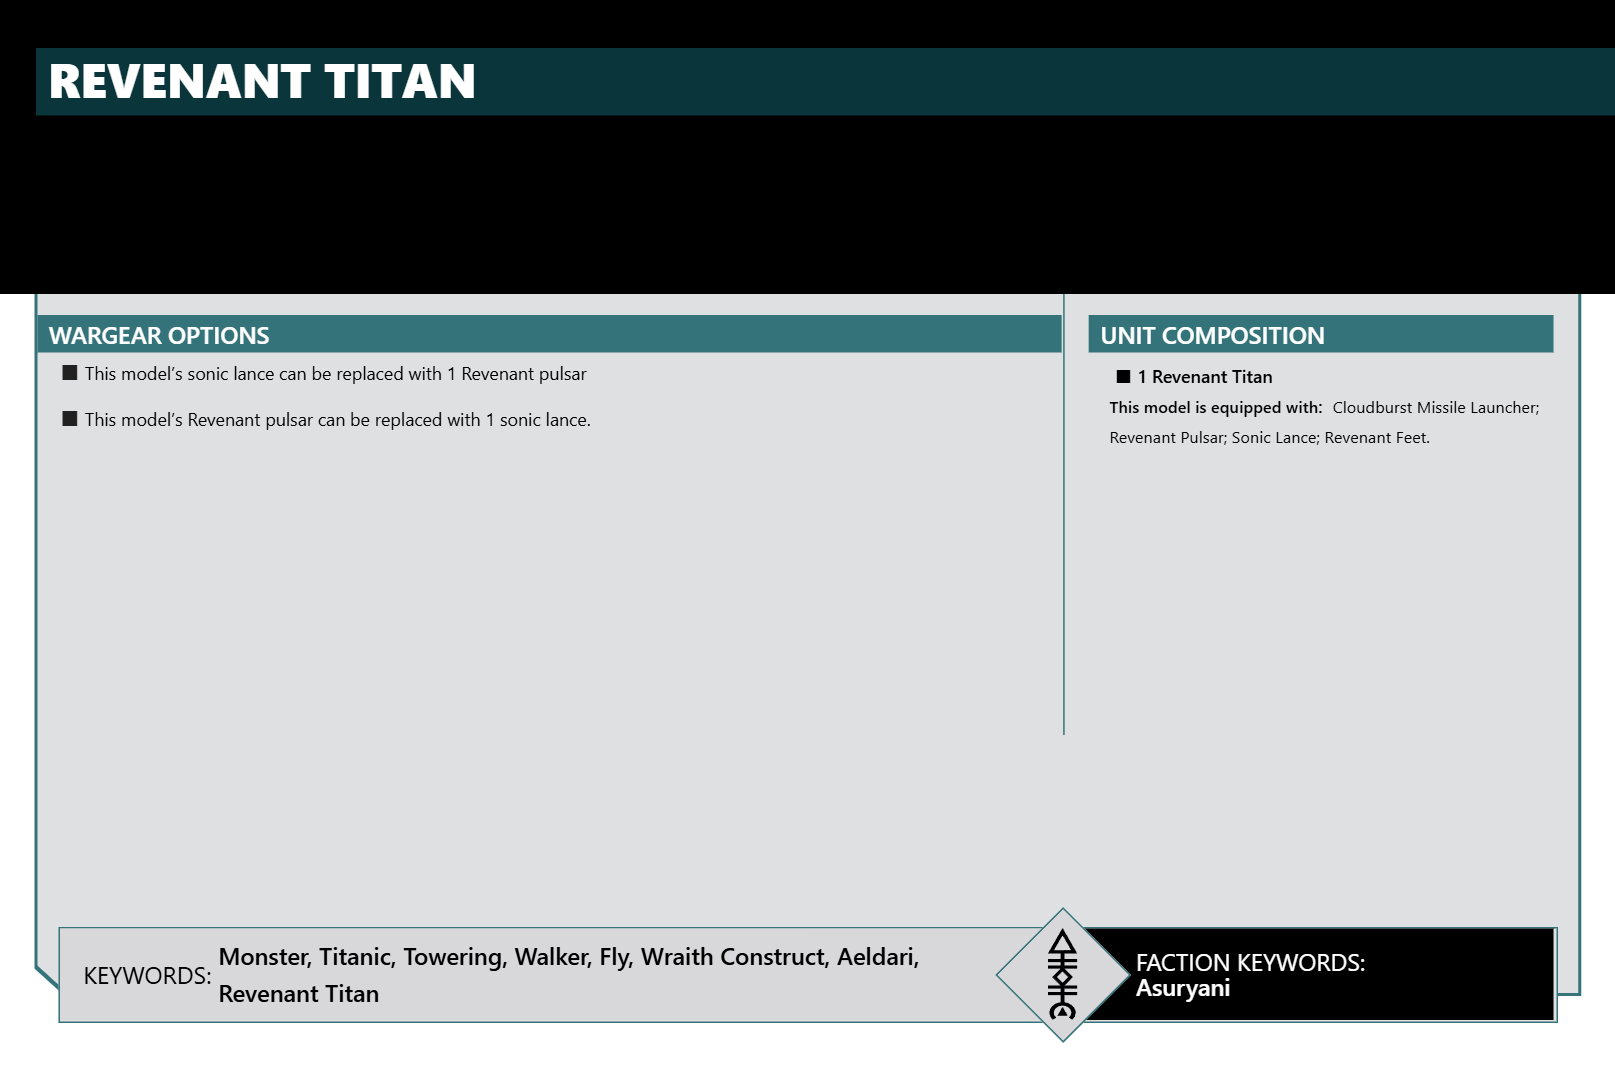 REVENANT TITAN
WARGEAR OPTIONS
■ This model’s sonic lance can be replaced with 1 Revenant pulsar
■ This model’s Revenant pulsar can be replaced with 1 sonic lance.
UNIT COMPOSITION
■ 1 Revenant Titan
This model is equipped with: Cloudburst Missile Launcher;
Revenant Pulsar; Sonic Lance; Revenant Feet.
KEYWORDS: Monster, Titanic, Towering, Walker, Fly, Wraith Construct, Aeldari,
Revenant Titan
FACTION KEYWORDS:
Asuryani